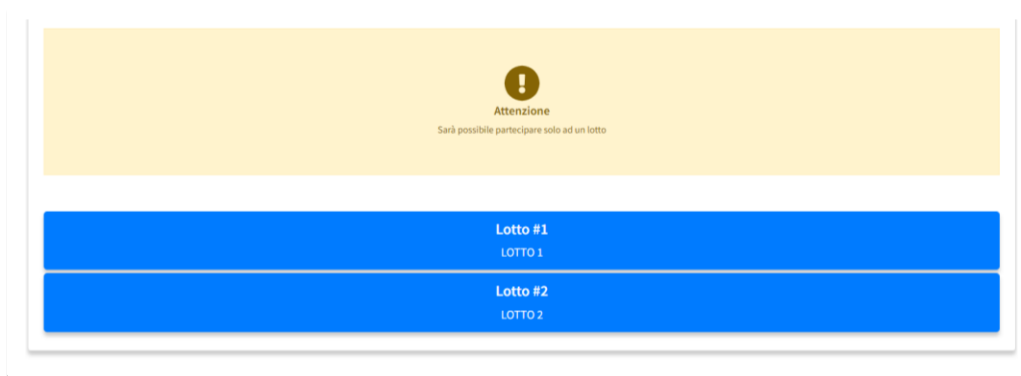 Attenzione
Sarà possibile partecipare solo ad un lotto
Lotto #1
LOTTO 1
Lotto #2
LOTTO 2